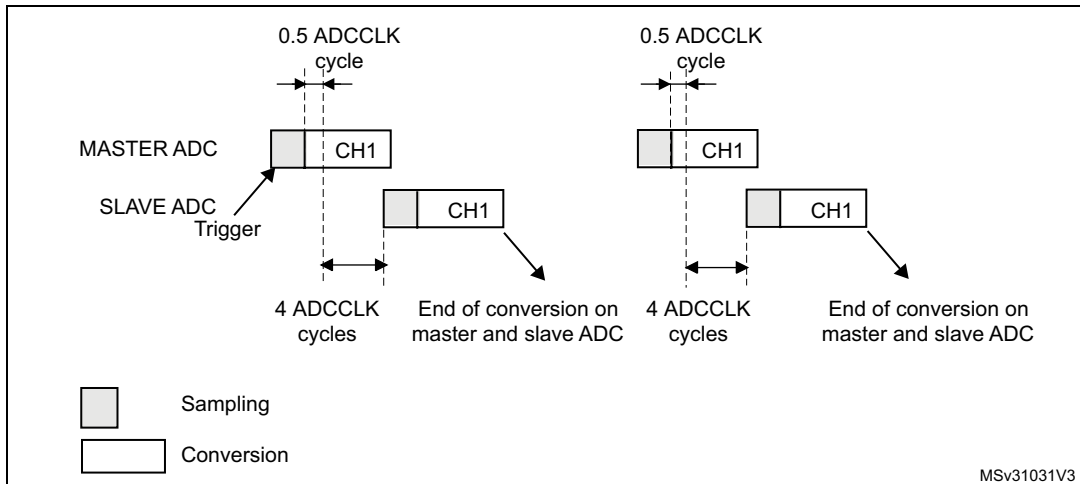 0.5 ADCCLK
cycle
0.5 ADCCLK
cycle
MASTER ADC
CH1
CH1
SLAVE ADC
Trigger
CH1
CH1
4 ADCCLK
cycles
End of conversion on
master and slave ADC
4 ADCCLK
cycles
End of conversion on
master and slave ADC
Sampling
Conversion
MSv31031V3